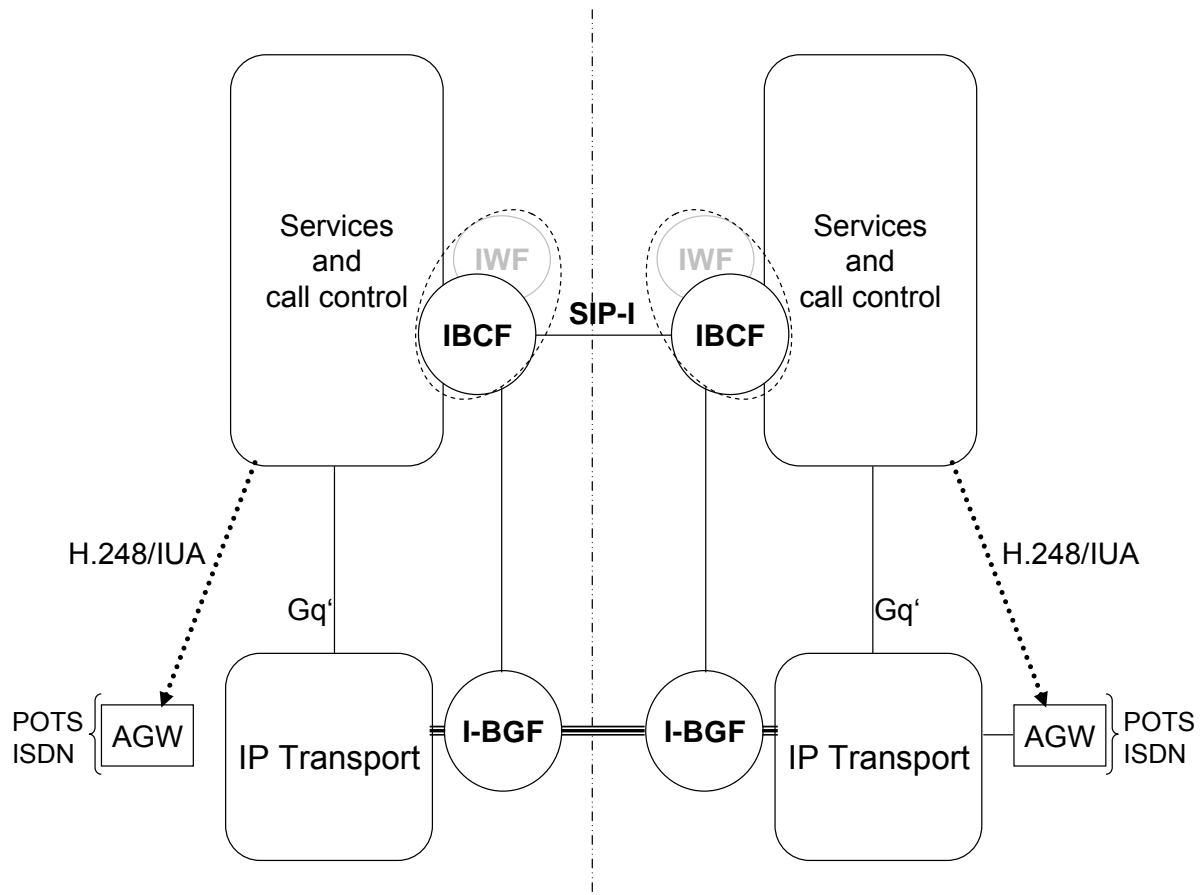 Services
and
call control
IWF
IBCF
SIP-I
IWF
IBCF
Services
and
call control
H.248/IUA
Gq‘
H.248/IUA
Gq‘
POTS
ISDN
AGW
IP Transport
I-BGF
I-BGF
IP Transport
AGW
POTS
ISDN